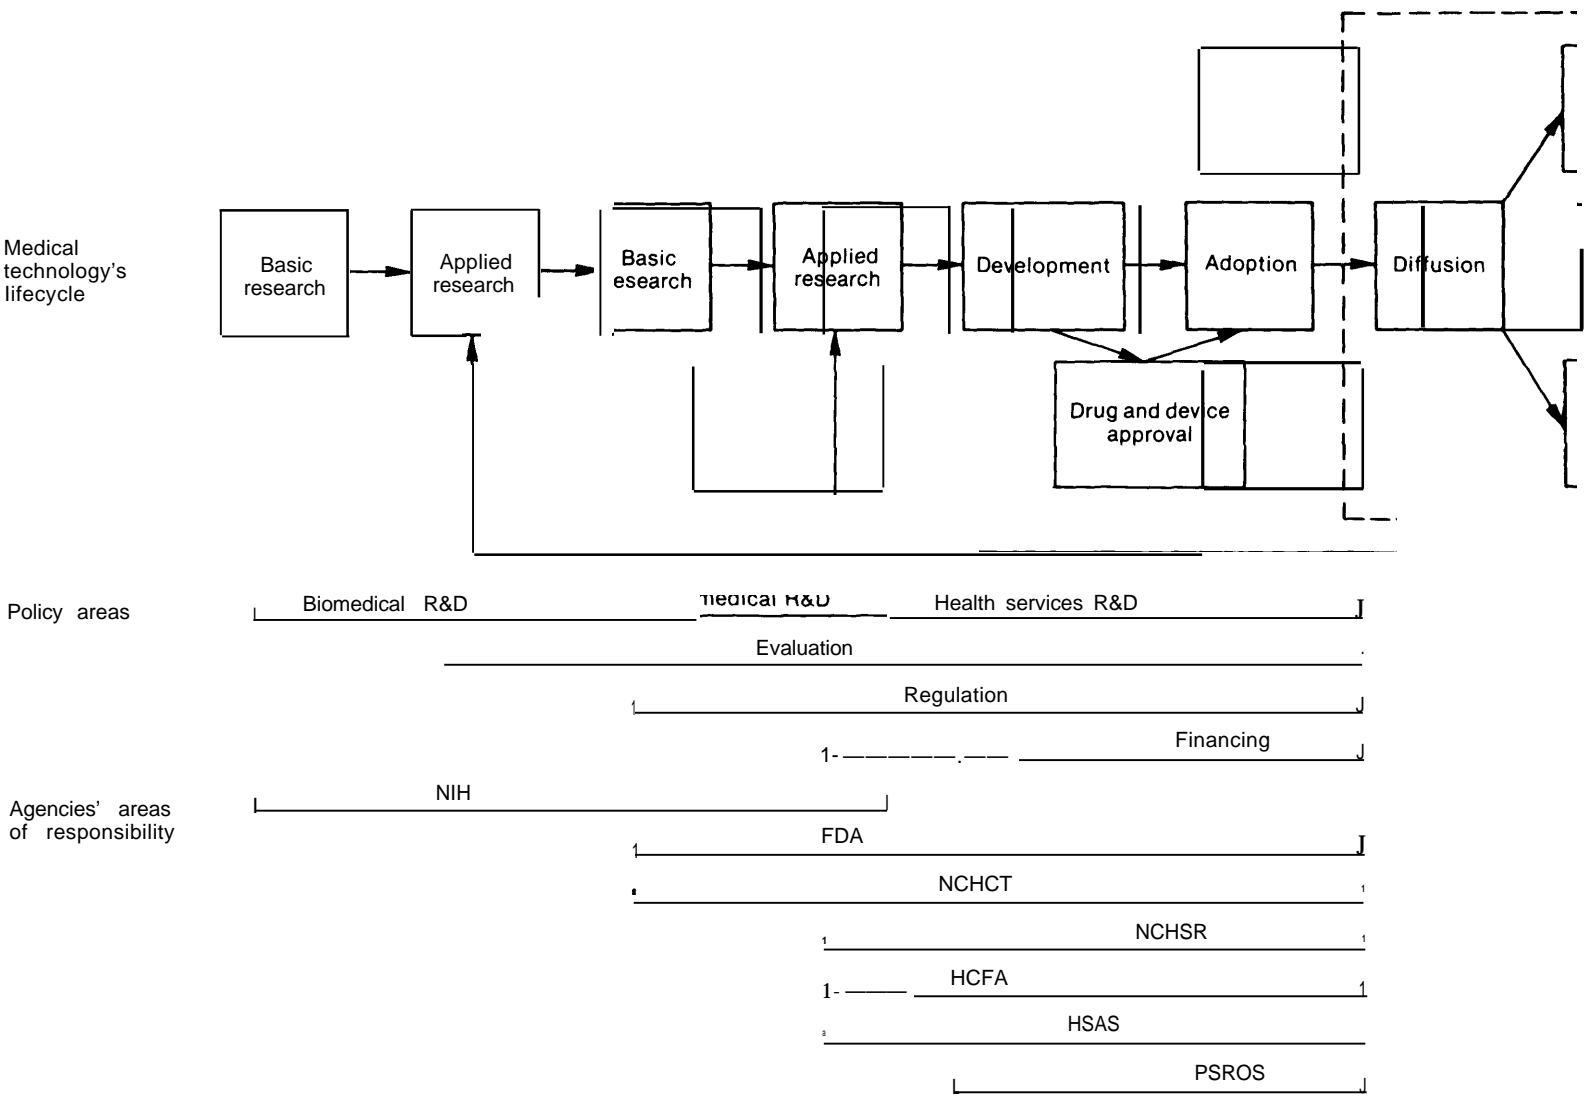 Medical
technology's
lifecycle
Basic
research
Applied
research
Basic
esearch
Applied
research
Development
Adoption
Diffusion
Drug and device
approval
Policy areas
Biomedical R&D
medical R&D
Health services R&D
Evaluation
Regulation
Financing
Agencies' areas
of responsibility
NIH
FDA
NCHCT
NCHSR
HCFA
HSAS
PSROS